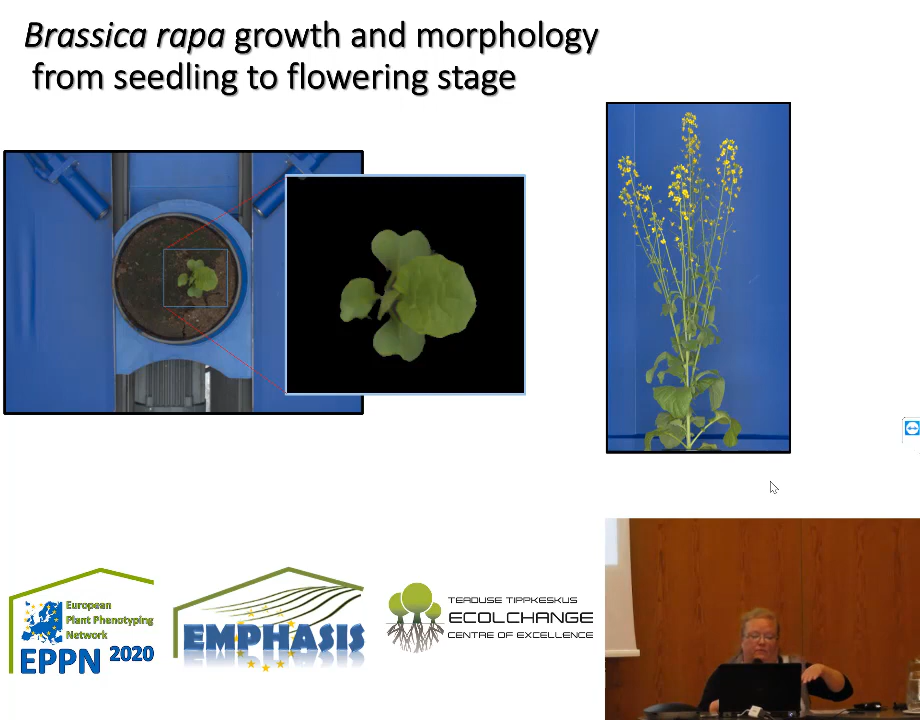 Brassica rapa growth and morphology
from seedling to flowering stage
European
Plant Phenotyping
Network
EPPN 2020
EMPHASIS
TEADUSE TIPPKESKUS
ECOLCHANGE
CENTRE OF EXCELLENCE